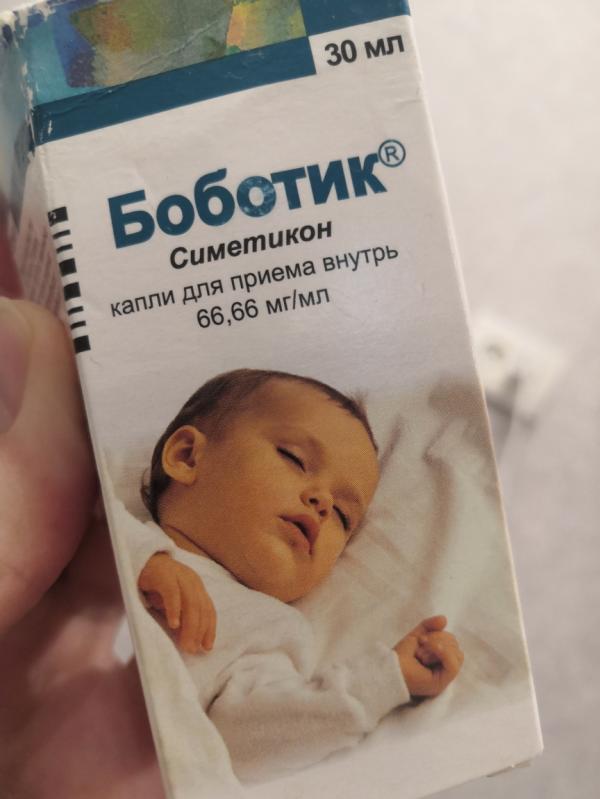 30 мл
Боботик®
Симетикон
капли для приема внутрь
66,66 мг/мл